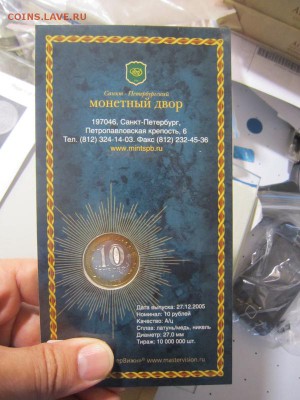 COINS.LAVE.RU
Санкт-Петербургский
МОНЕТНЫЙ ДВОР
197046, Санкт-Петербург,
Петропавловская крепость, 6
Тел. (812) 324-14-03. Факс (812) 232-45-36
www.mintspb.ru
10
Дата выпуска: 27.12.2005
Номинал: 10 рублей
Качество: АЦ
Сплав: латунь/медь, никель
Диаметр: 27,0 мм
Тираж: 10 000 000 шт.
www.mastervision.ru